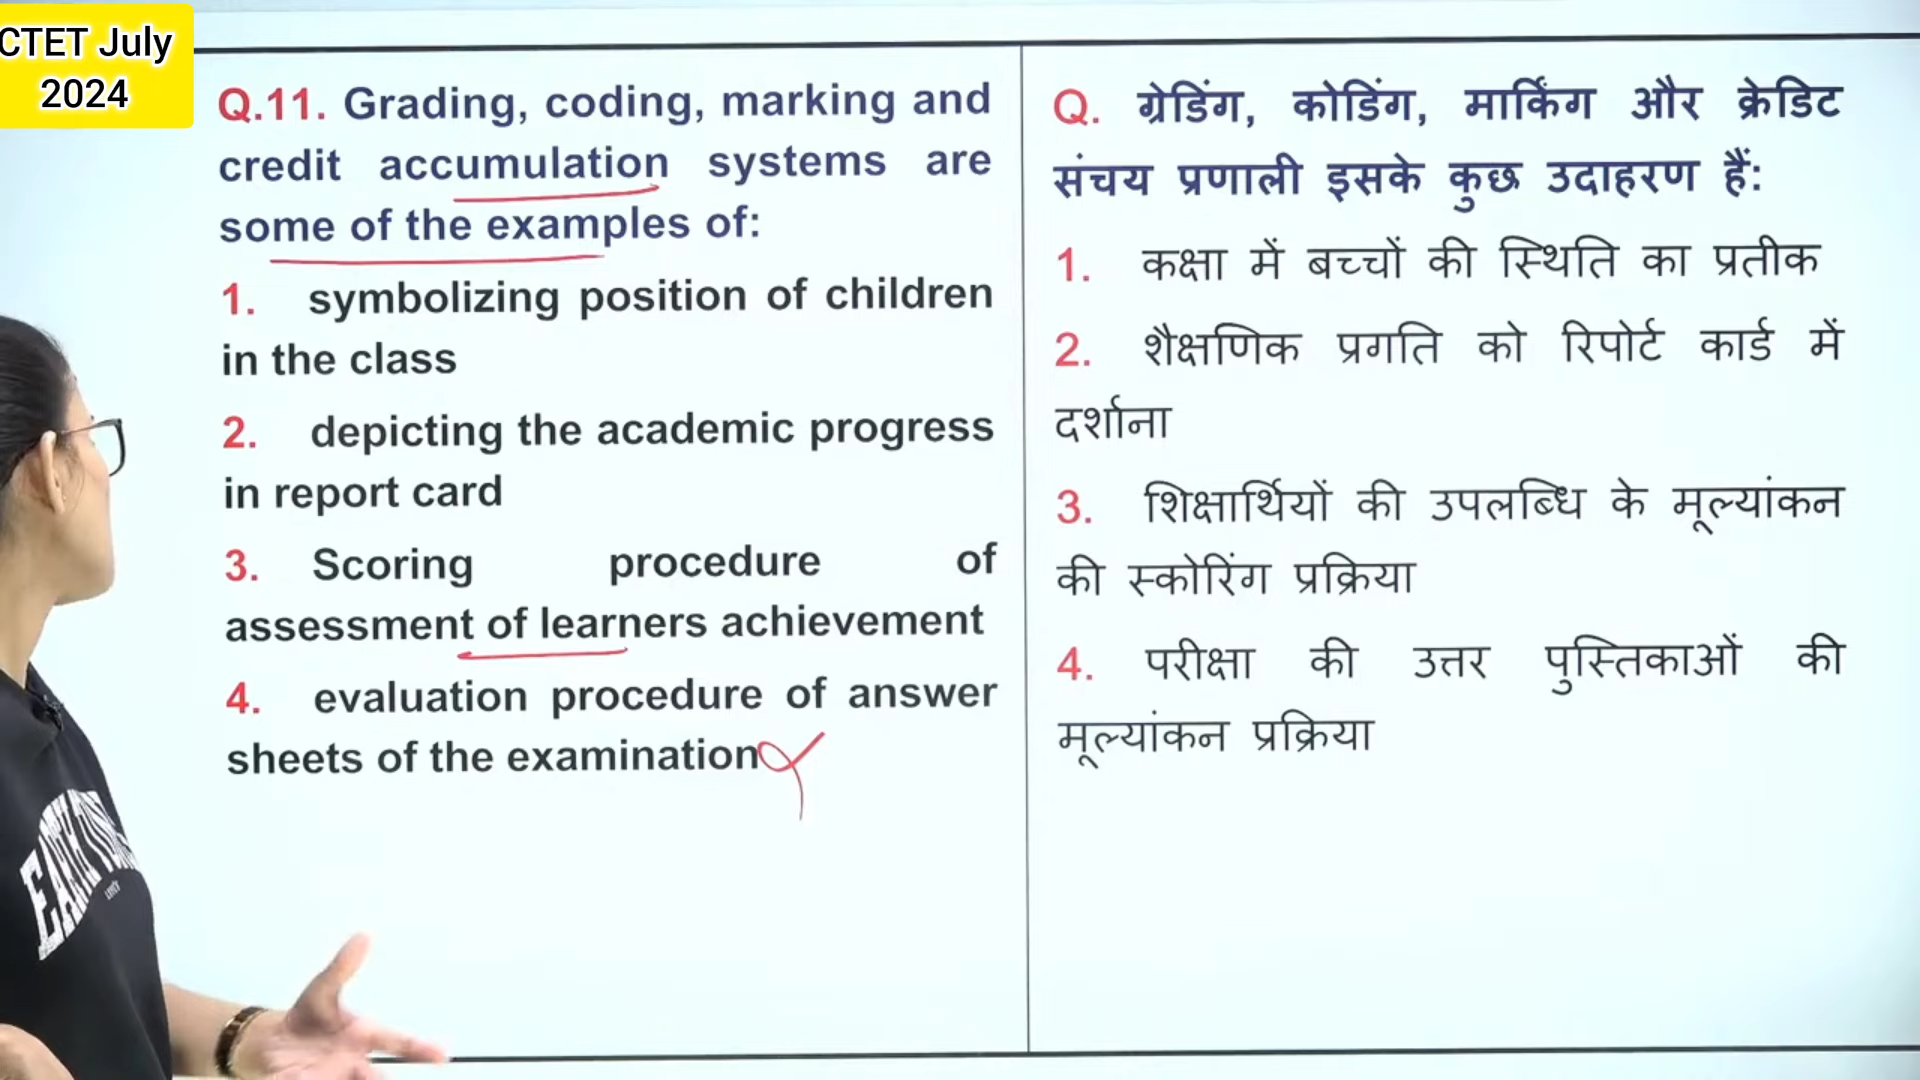 CTET July
2024
Q.11. Grading, coding, marking and
credit accumulation systems are
some of the examples of:
1. symbolizing position of children
in the class
2. depicting the academic progress
in report card
3. Scoring procedure of
assessment of learners achievement
4. evaluation procedure of answer
sheets of the examination
Q. ग्रेडिंग, कोडिंग, मार्किंग और क्रेडिट
संचय प्रणाली इसके कुछ उदाहरण हैं:
1. कक्षा में बच्चों की स्थिति का प्रतीक
2. शैक्षणिक प्रगति को रिपोर्ट कार्ड में
दर्शाना
3. शिक्षार्थियों की उपलब्धि के मूल्यांकन
की स्कोरिंग प्रक्रिया
4. परीक्षा की उत्तर पुस्तिकाओं की
मूल्यांकन प्रक्रिया